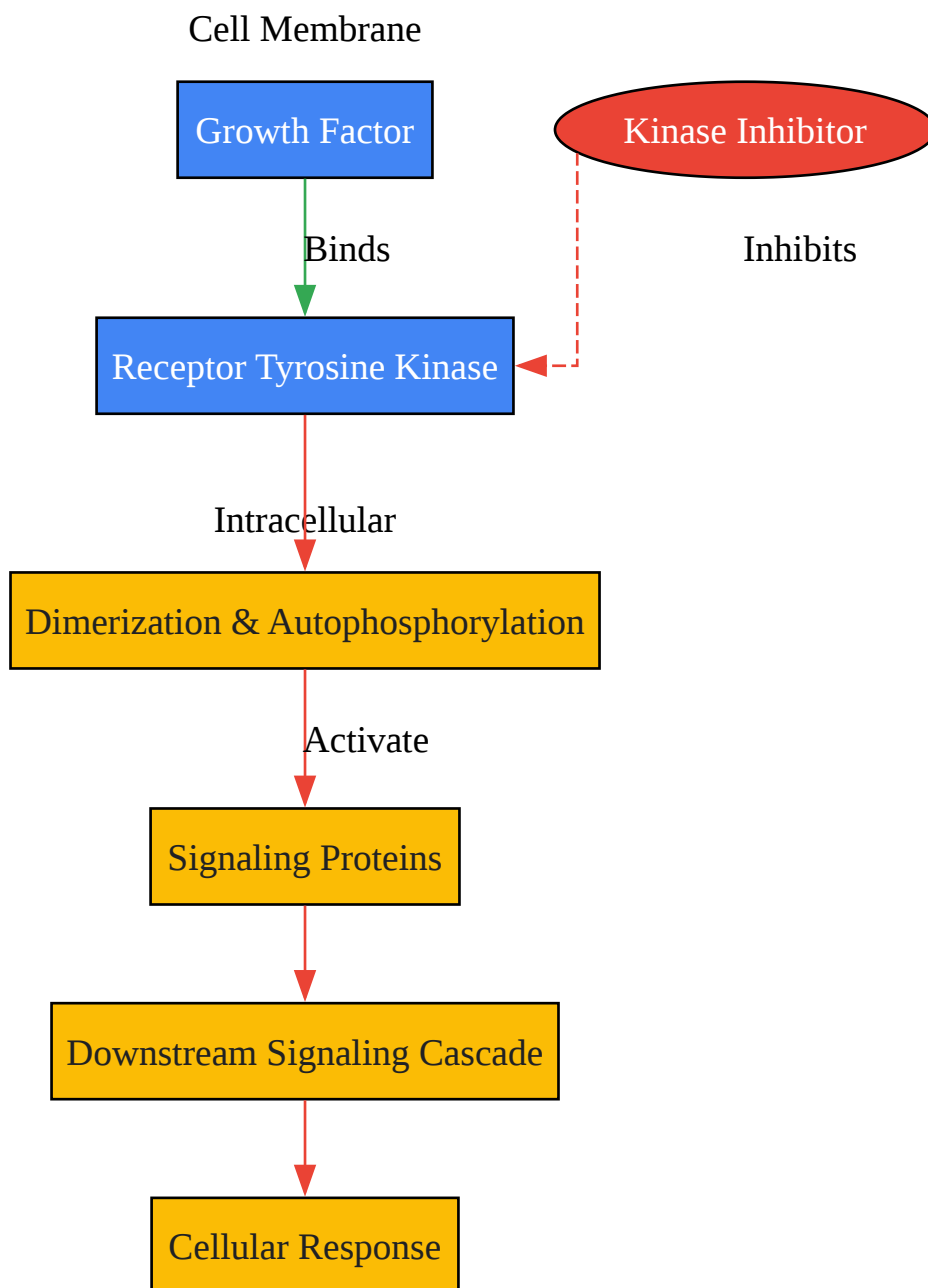 Cell Membrane
Growth Factor
Kinase Inhibitor
Binds
Inhibits
Receptor Tyrosine Kinase
Intracellular
Dimerization & Autophosphorylation
Activate
Signaling Proteins
Downstream Signaling Cascade
Cellular Response